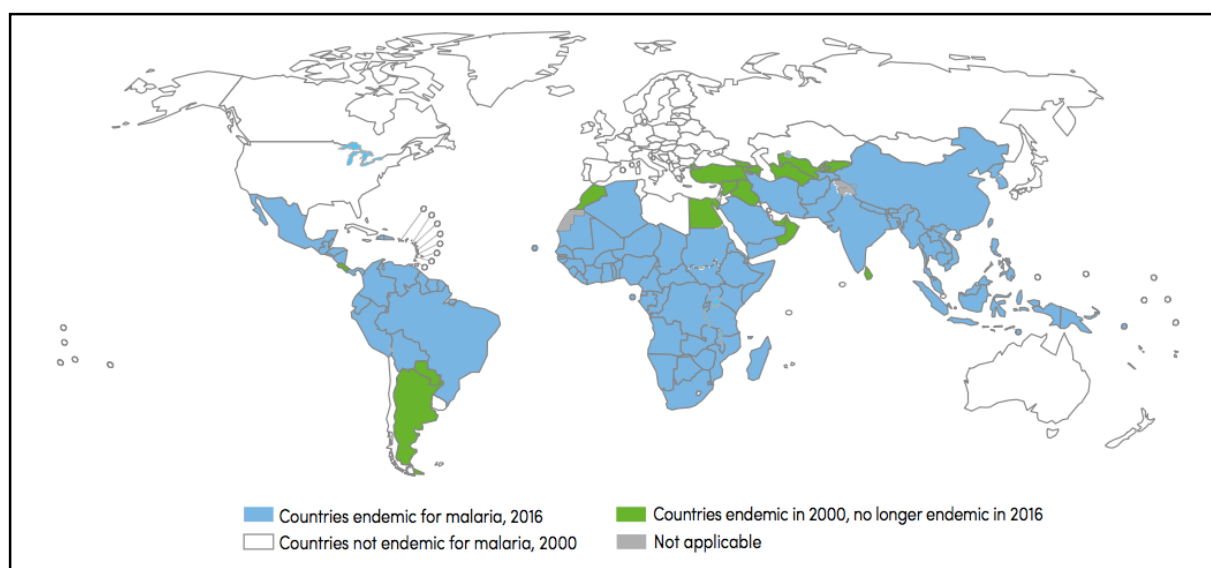 Countries endemic for malaria, 2016
Countries endemic in 2000, no longer endemic in 2016
Countries not endemic for malaria, 2000
Not applicable